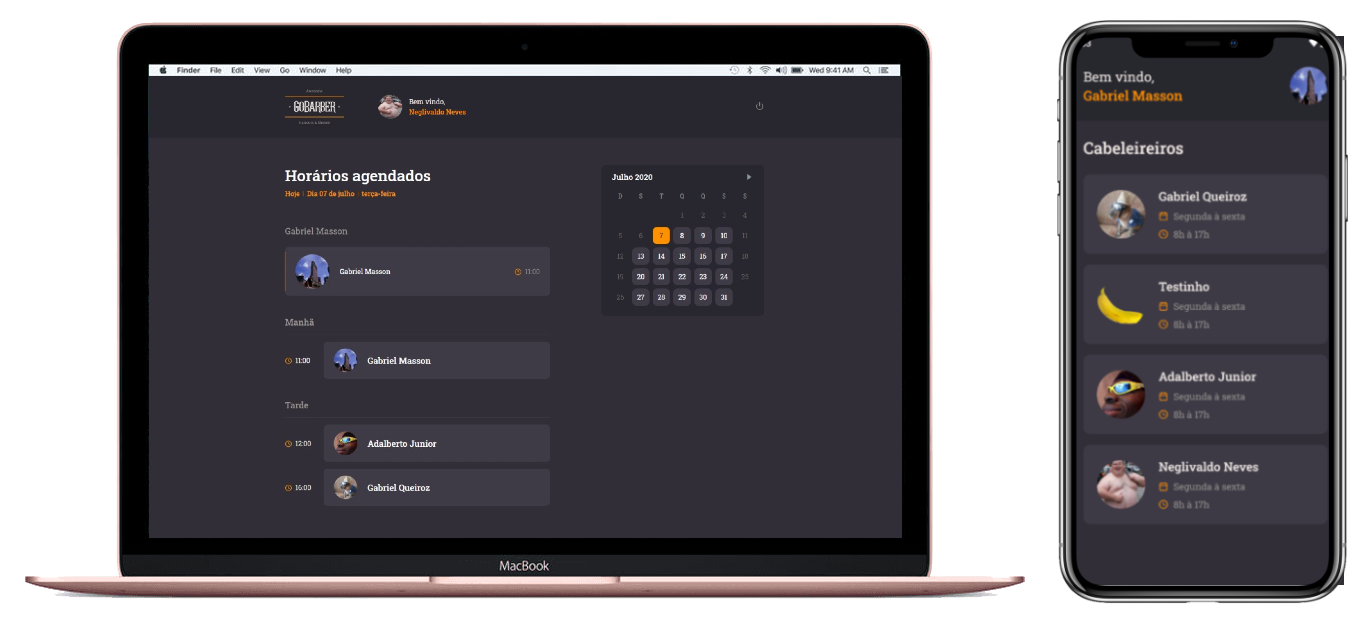 Finder File Edit View Go Window Help
Wed 9:41 AM
GOBARBER
Bem vindo,
Neglivaldo Neves
Horários agendados
Hoje | Dia 07 de julho | terça-feira
Gabriel Masson
Gabriel Masson
11:00
Manhã
11:00
Gabriel Masson
Tarde
12:00
Adalberto Junior
16:00
Gabriel Queiroz
Julho 2020
D S T Q Q S S
1 2 3 4
5 6 7 8 9 10 11
12 13 14 15 16 17 18
19 20 21 22 23 24 25
26 27 28 29 30 31
MacBook
Bem vindo,
Gabriel Masson
Cabeleireiros
Gabriel Queiroz
Segunda à sexta
8h à 17h
Testinho
Segunda à sexta
8h à 17h
Adalberto Junior
Segunda à sexta
8h à 17h
Neglivaldo Neves
Segunda à sexta
8h à 17h